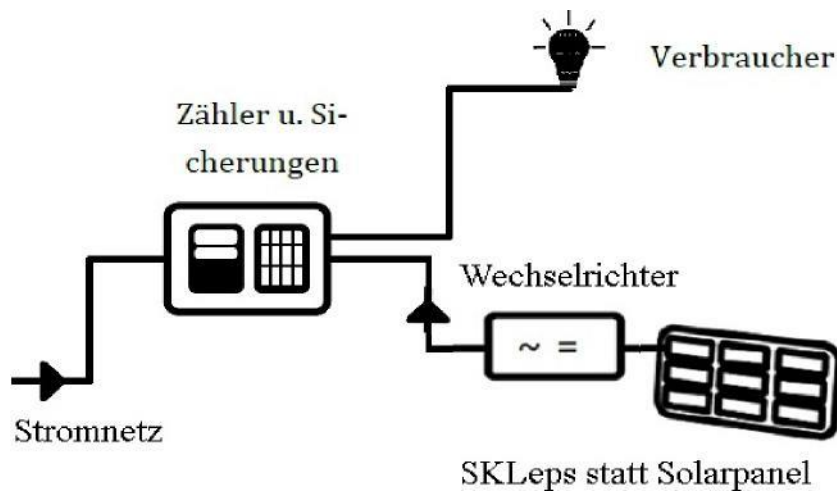 Verbraucher
Zähler u. Si-
cherungen
Wechselrichter
~ =
Stromnetz
SKLeps statt Solarpanel